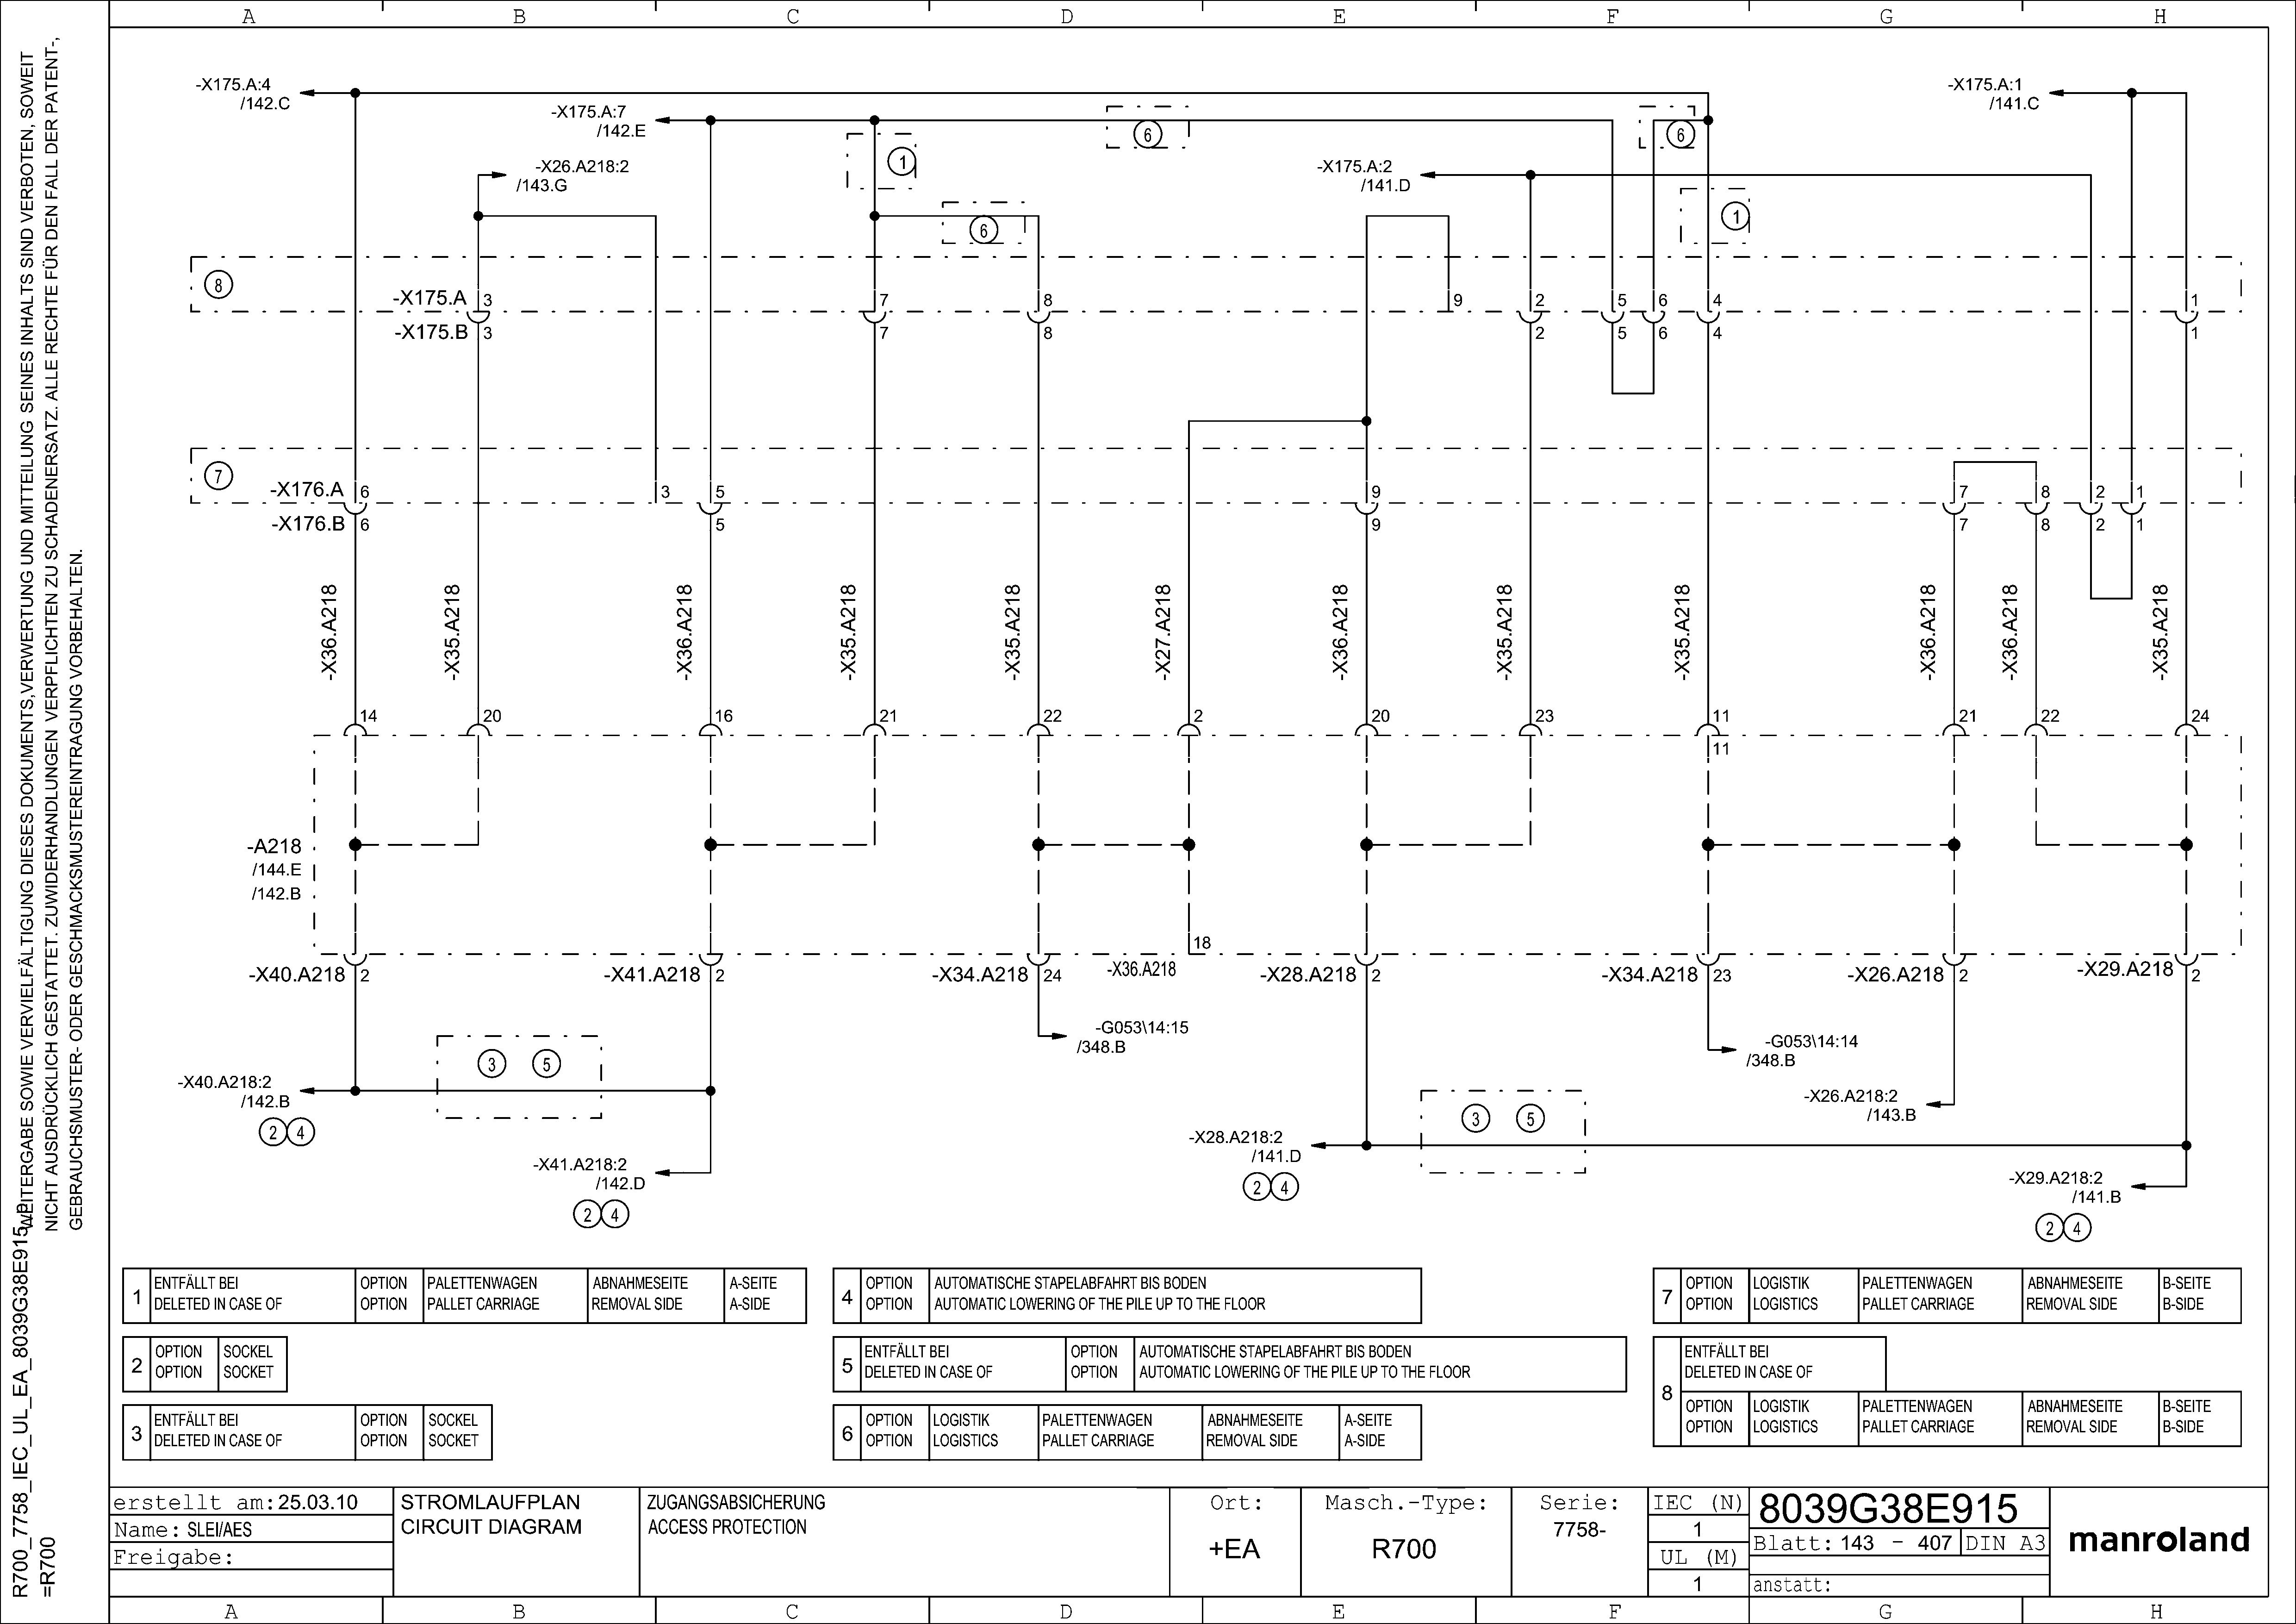 A B C D E F G H
WEITERGABE SOWIE VERVIELFÄLTIGUNG DIESES DOKUMENTS,VERWERTUNG UND MITTEILUNG SEINES INHALTS SIND VERBOTEN, SOWEIT
NICHT AUSDRÜCKLICH GESTATTET. ZUWIDERHANDLUNGEN VERPFLICHTEN ZU SCHADENERSATZ. ALLE RECHTE FÜR DEN FALL DER PATENT-,
GEBRAUCHSMUSTER- ODER GESCHMACKSMUSTEREINTRAGUNG VORBEHALTEN.
-X175.A:4
/142.C
-X175.A:7
/142.E
-X175.A:1
/141.C
6
6
1
-X26.A218:2
/143.G
-X175.A:2
/141.D
6
1
8
-X175.A 3 7 8 9 2 5 6 4 1
-X175.B 3 7 8 2 5 6 4 1
7
-X176.A 6 3 5 9 7 8 2 1
-X176.B 6 5 9 7 8 2 1
-X36.A218 -X35.A218 -X36.A218 -X35.A218 -X35.A218 -X27.A218 -X36.A218 -X35.A218 -X35.A218 -X36.A218 -X36.A218 -X35.A218
14 20 16 21 22 2 20 23 11 21 22 24
11
-A218
/144.E
/142.B
18
-X40.A218 2 -X41.A218 2 -X34.A218 24 -X36.A218 -X28.A218 2 -X34.A218 23 -X26.A218 2 -X29.A218 2
-G053\14:15
/348.B
-G053\14:14
/348.B
3 5
-X40.A218:2
/142.B
2 4
-X26.A218:2
/143.B
3 5
-X28.A218:2
/141.D
2 4
-X41.A218:2
/142.D
2 4
-X29.A218:2
/141.B
2 4
1 ENTFÄLLT BEI OPTION PALETTENWAGEN ABNAHMESEITE A-SEITE
DELETED IN CASE OF OPTION PALLET CARRIAGE REMOVAL SIDE A-SIDE
2 OPTION SOCKEL
OPTION SOCKET
3 ENTFÄLLT BEI OPTION SOCKEL
DELETED IN CASE OF OPTION SOCKET
4 OPTION AUTOMATISCHE STAPELABFAHRT BIS BODEN
OPTION AUTOMATIC LOWERING OF THE PILE UP TO THE FLOOR
5 ENTFÄLLT BEI OPTION AUTOMATISCHE STAPELABFAHRT BIS BODEN
DELETED IN CASE OF OPTION AUTOMATIC LOWERING OF THE PILE UP TO THE FLOOR
6 OPTION LOGISTIK PALETTENWAGEN ABNAHMESEITE A-SEITE
OPTION LOGISTICS PALLET CARRIAGE REMOVAL SIDE A-SIDE
7 OPTION LOGISTIK PALETTENWAGEN ABNAHMESEITE B-SEITE
OPTION LOGISTICS PALLET CARRIAGE REMOVAL SIDE B-SIDE
8 ENTFÄLLT BEI
DELETED IN CASE OF
OPTION LOGISTIK PALETTENWAGEN ABNAHMESEITE B-SEITE
OPTION LOGISTICS PALLET CARRIAGE REMOVAL SIDE B-SIDE
=R700
erstellt am: 25.03.10
Name: SLEI/AES
Freigabe:
STROMLAUFPLAN
CIRCUIT DIAGRAM
ZUGANGSABSICHERUNG
ACCESS PROTECTION
Ort:
+EA
Masch.-Type:
R700
Serie:
7758-
IEC (N)
1
UL (M)
1
8039G38E915
Blatt: 143 - 407 DIN A3
anstatt:
manroland
A B C D E F G H